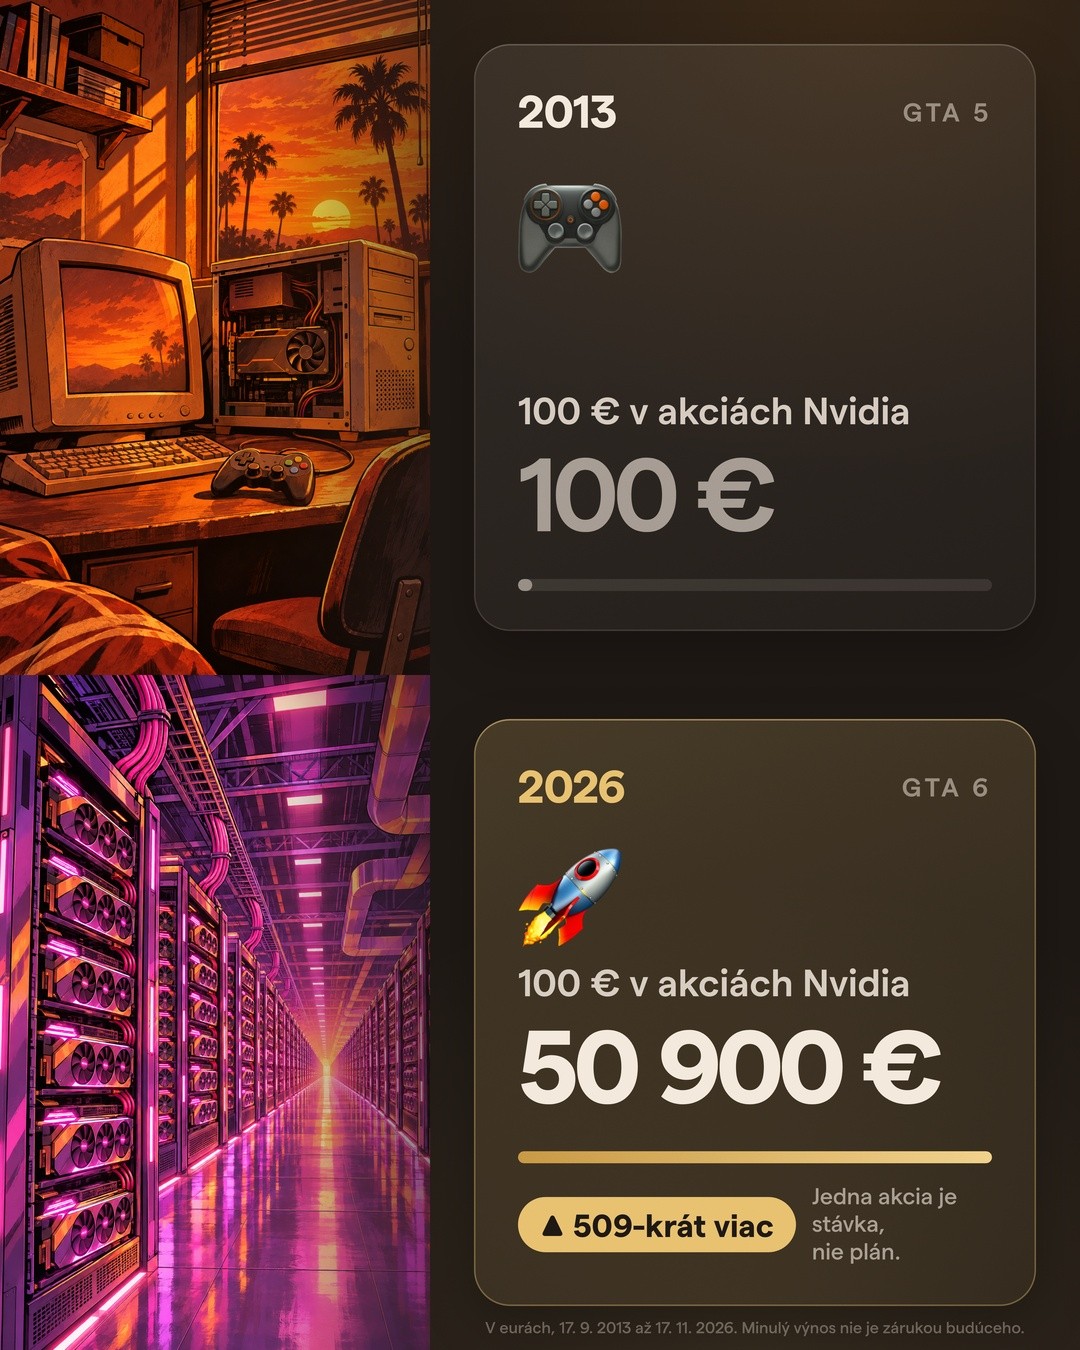 2013
GTA 5
100 € v akciách Nvidia
100 €
2026
GTA 6
100 € v akciách Nvidia
50 900 €
▲ 509-krát viac
Jedna akcia je
stávka,
nie plán.
V eurách, 17. 9. 2013 až 17. 11. 2026. Minulý výnos nie je zárukou budúceho.